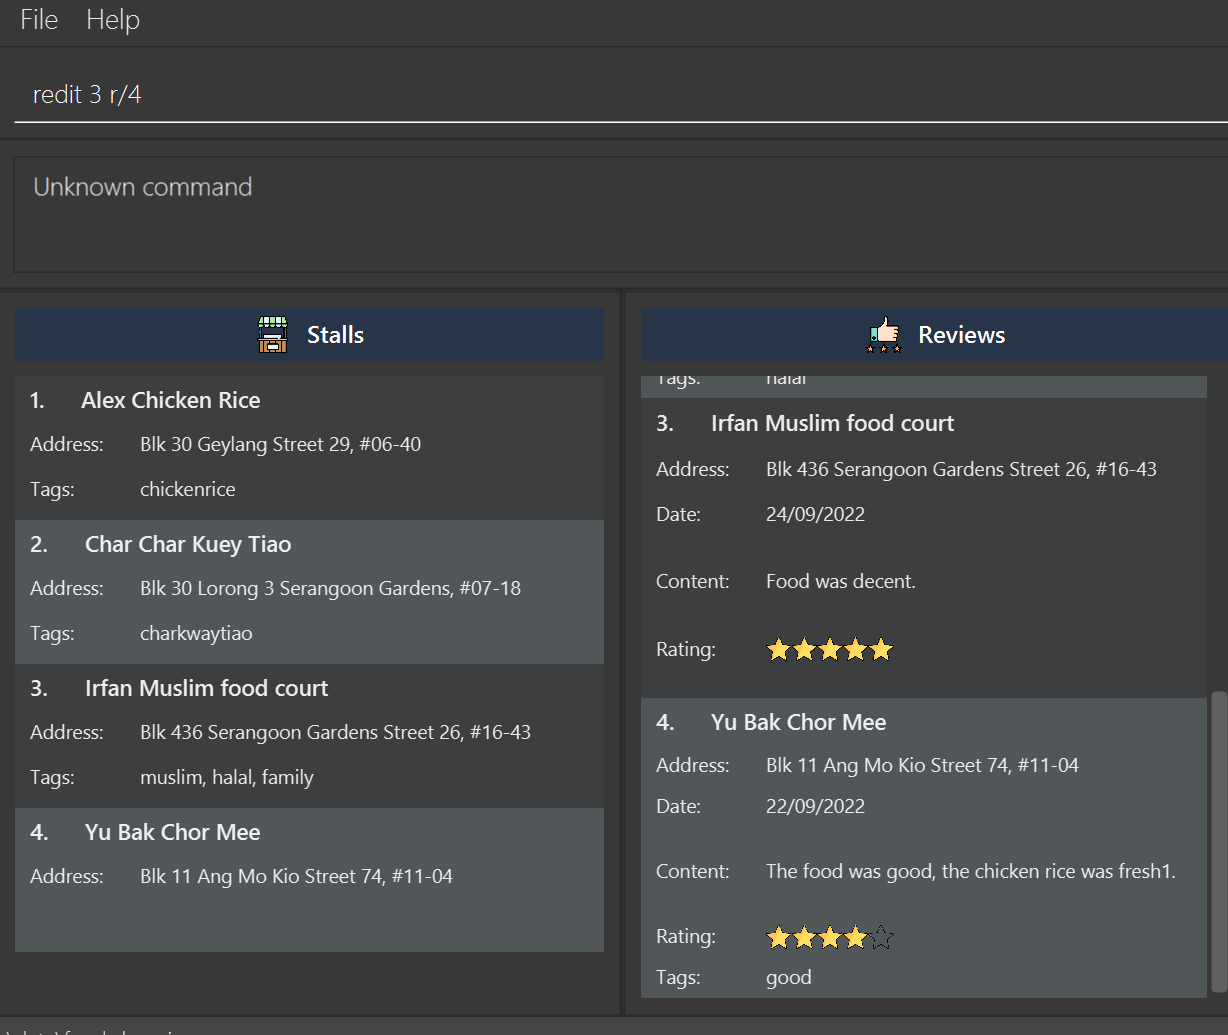 File Help
redit 3 r/4
Unknown command
Stalls
1. Alex Chicken Rice
Address: Blk 30 Geylang Street 29, #06-40
Tags: chickenrice
2. Char Char Kuey Tiao
Address: Blk 30 Lorong 3 Serangoon Gardens, #07-18
Tags: charkwaytiao
3. Irfan Muslim food court
Address: Blk 436 Serangoon Gardens Street 26, #16-43
Tags: muslim, halal, family
4. Yu Bak Chor Mee
Address: Blk 11 Ang Mo Kio Street 74, #11-04
Reviews
Tags: halal
3. Irfan Muslim food court
Address: Blk 436 Serangoon Gardens Street 26, #16-43
Date: 24/09/2022
Content: Food was decent.
Rating:
4. Yu Bak Chor Mee
Address: Blk 11 Ang Mo Kio Street 74, #11-04
Date: 22/09/2022
Content: The food was good, the chicken rice was fresh1.
Rating:
Tags: good